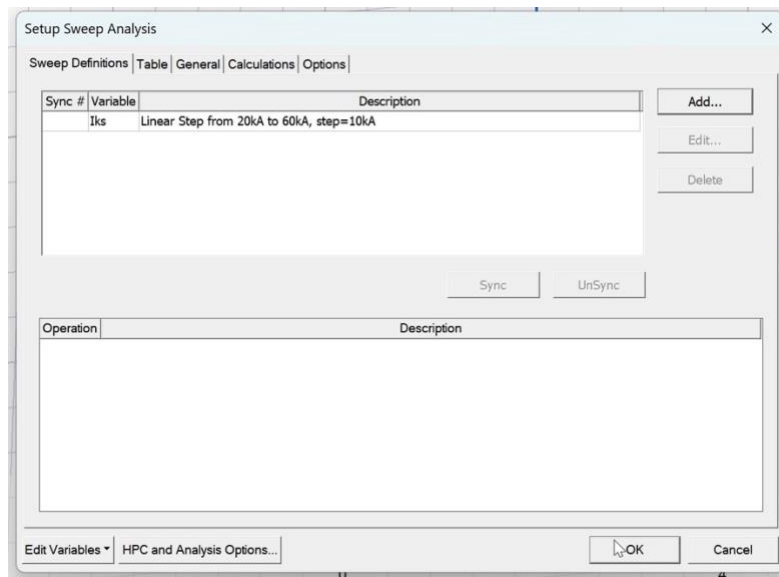 Setup Sweep Analysis
Sweep Definitions Table General Calculations Options
Sync # Variable Description
Iks Linear Step from 20kA to 60kA, step=10kA
Add...
Edit...
Delete
Sync UnSync
Operation Description
Edit Variables HPC and Analysis Options... OK Cancel